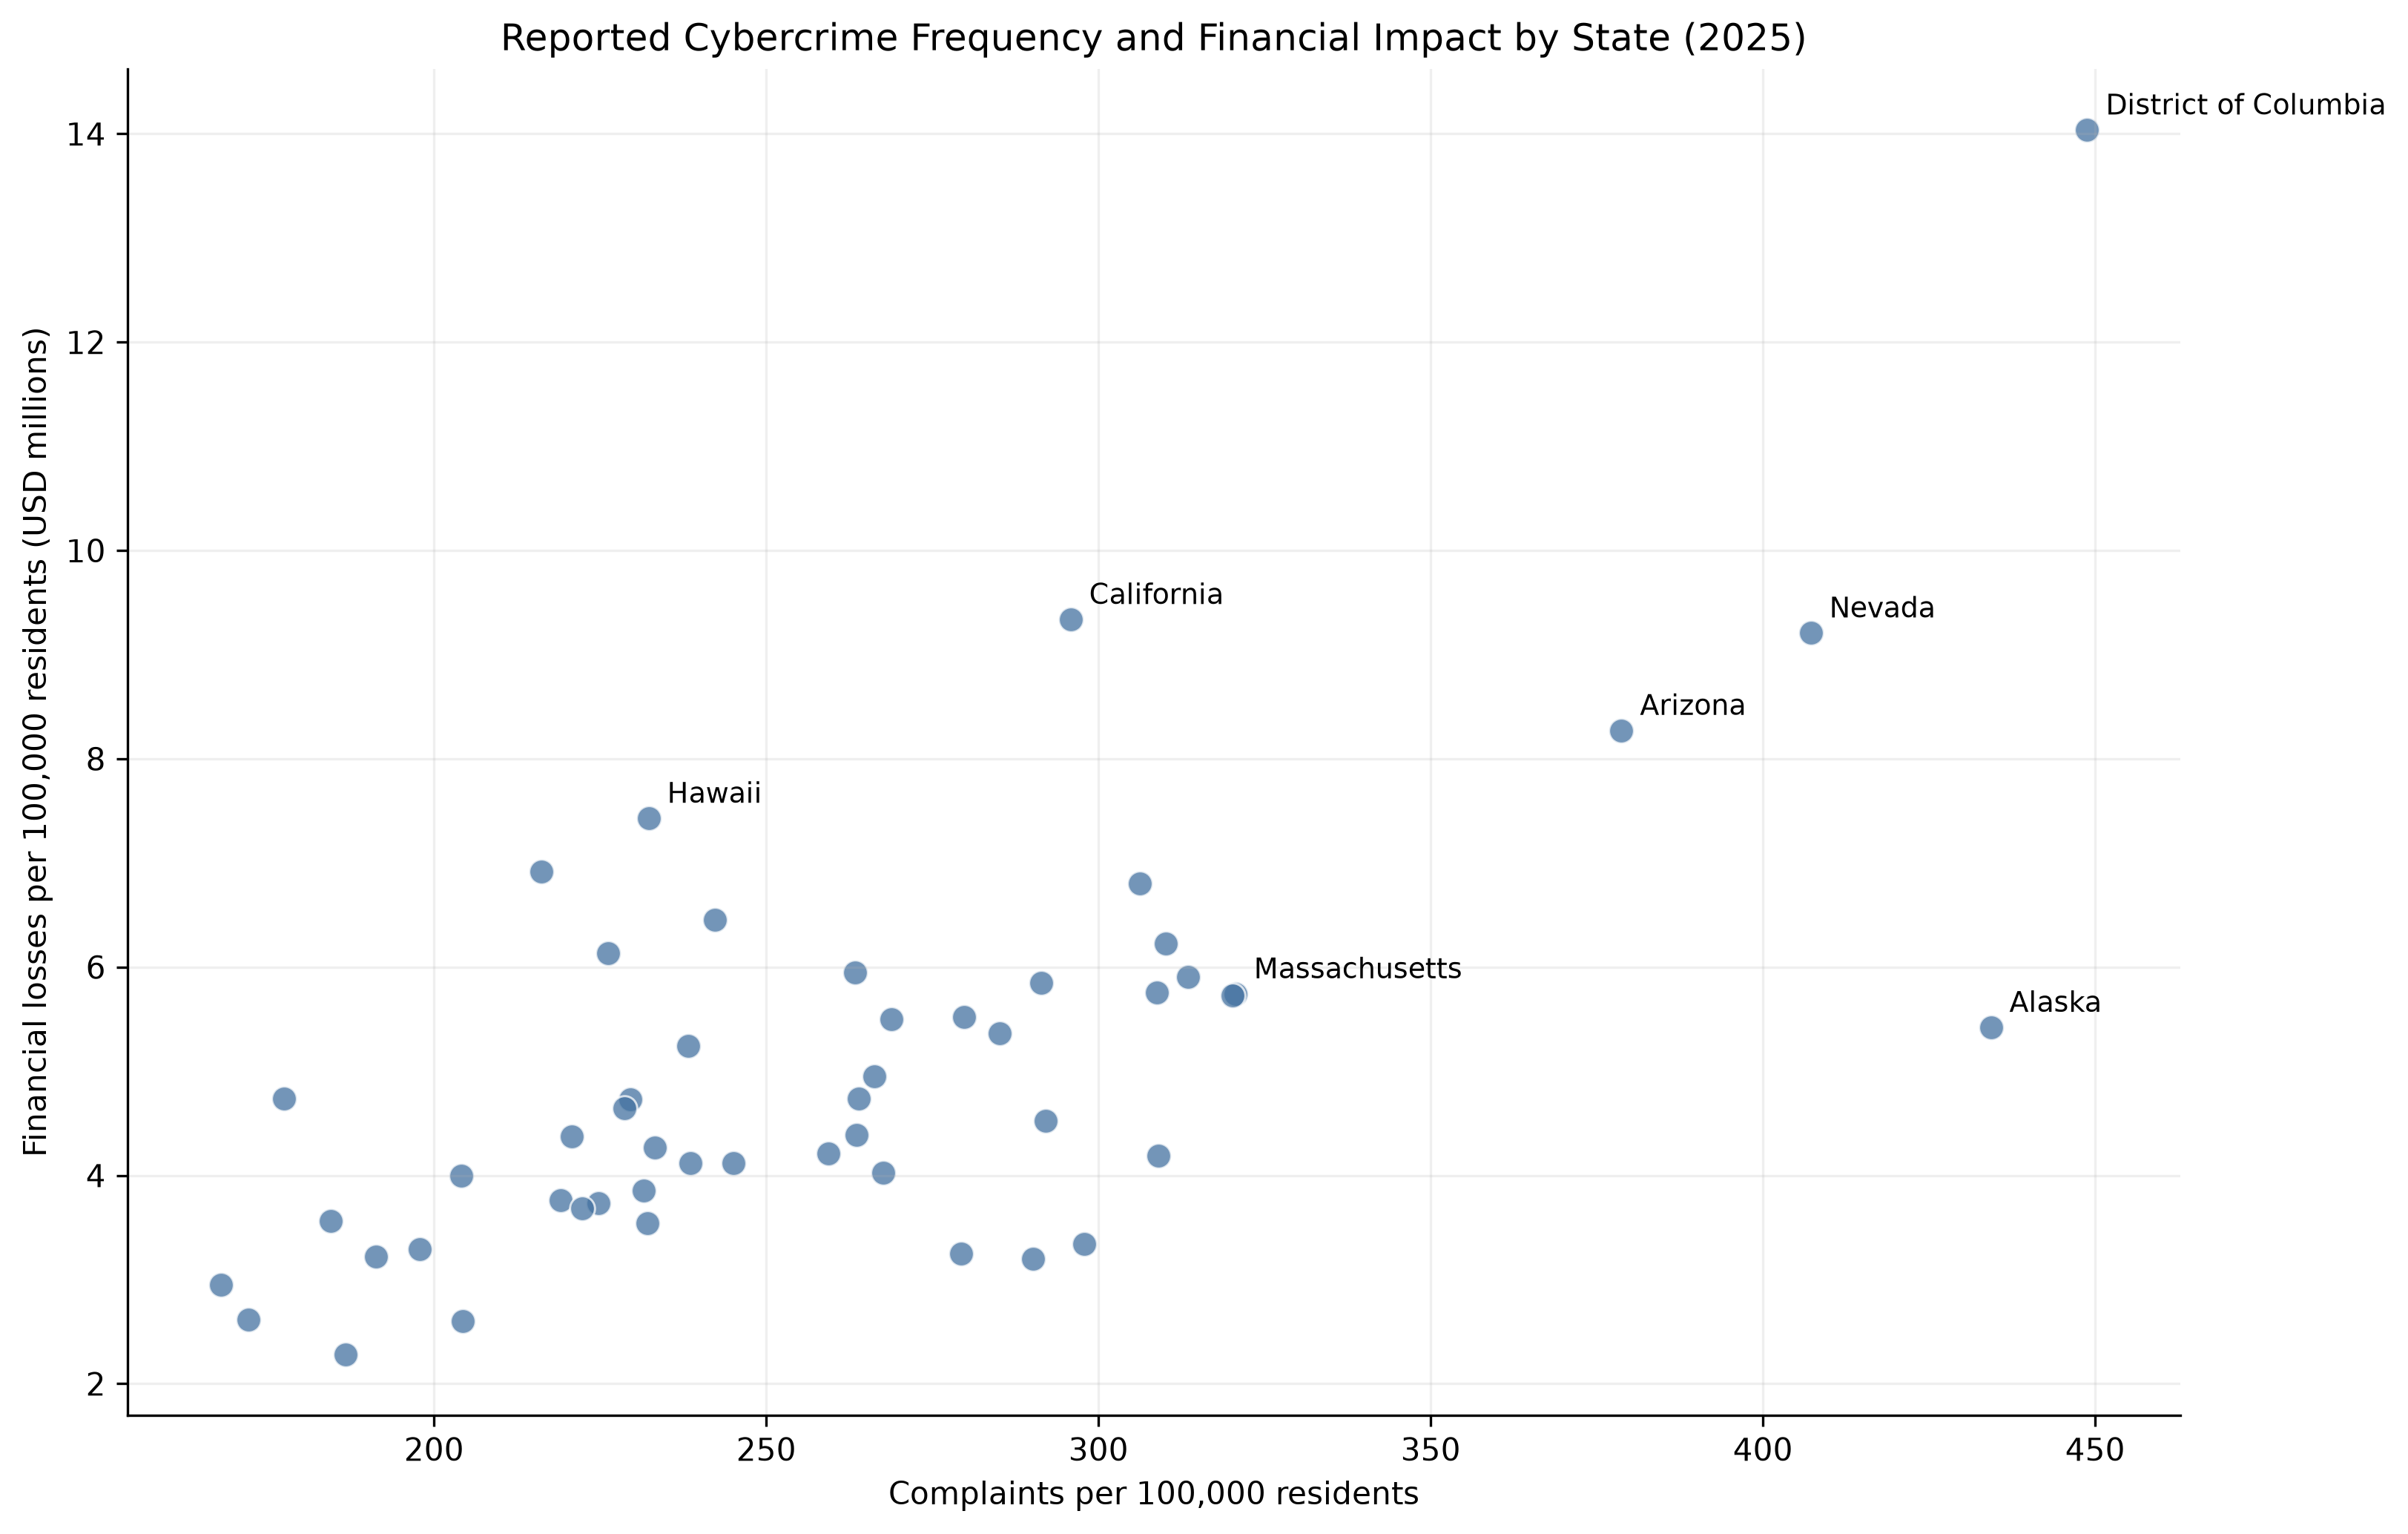 Reported Cybercrime Frequency and Financial Impact by State (2025)
District of Columbia
14
12
10
California
Nevada
Arizona
8
Hawaii
Massachusetts
6
Alaska
4
2
Financial losses per 100,000 residents (USD millions)
200
250
300
350
400
450
Complaints per 100,000 residents